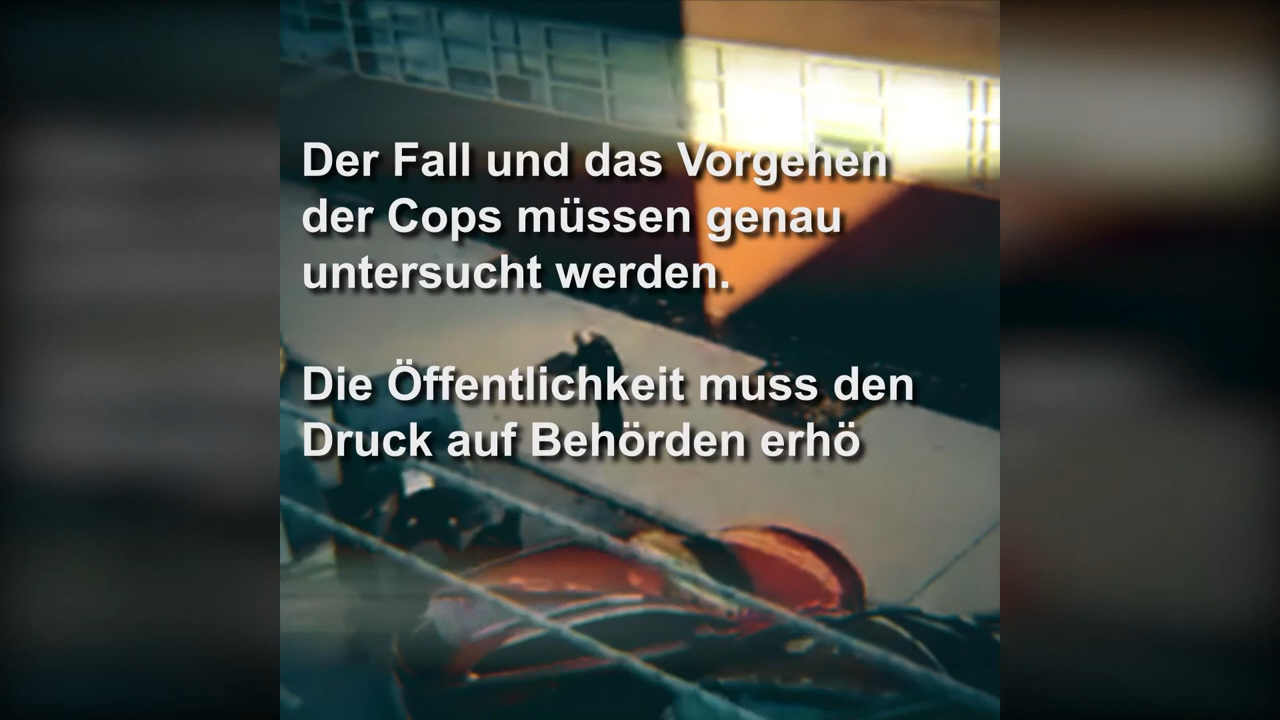 Der Fall und das Vorgehen
der Cops müssen genau
untersucht werden.
Die Öffentlichkeit muss den
Druck auf Behörden erhö